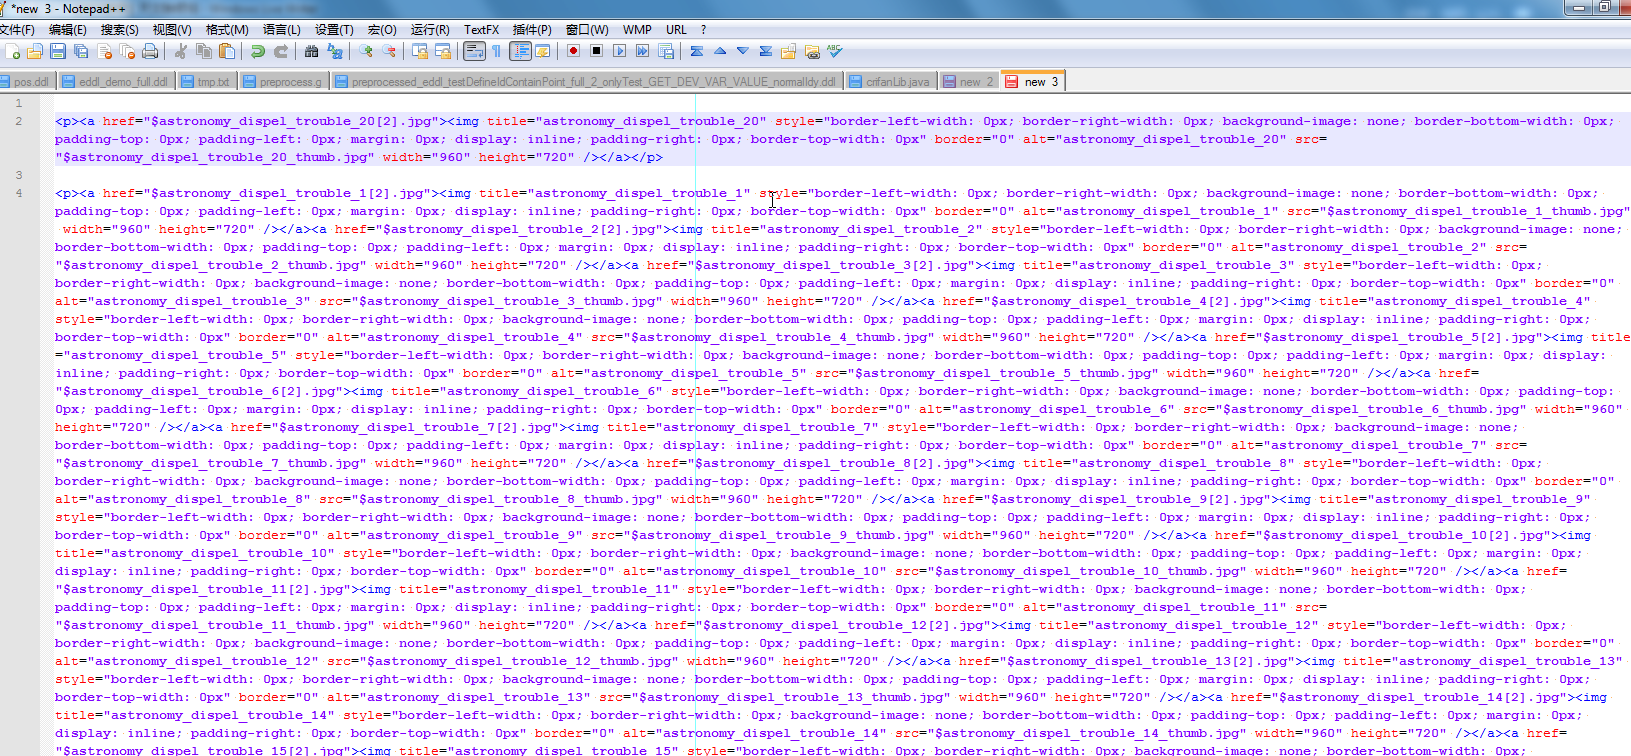 *new 3 - Notepad++
文件(F) 编辑(E) 搜索(S) 视图(V) 格式(M) 语言(L) 设置(T) 宏(O) 运行(R) TextFX 插件(P) 窗口(W) WMP URL ?
pos.ddl eddl_demo_full.ddl tmp.txt preprocess.g preprocessed_eddl_testDefineIdContainPoint_full_2_onlyTest_GET_DEV_VAR_VALUE_normalIdy.ddl crifanLib.java new 2 new 3
1
2 <p><a href="$astronomy_dispel_trouble_20[2].jpg"><img title="astronomy_dispel_trouble_20" style="border-left-width: 0px; border-right-width: 0px; background-image: none; border-bottom-width: 0px;
padding-top: 0px; padding-left: 0px; margin: 0px; display: inline; padding-right: 0px; border-top-width: 0px" border="0" alt="astronomy_dispel_trouble_20" src=
"$astronomy_dispel_trouble_20_thumb.jpg" width="960" height="720" /></a></p>
3
4 <p><a href="$astronomy_dispel_trouble_1[2].jpg"><img title="astronomy_dispel_trouble_1" style="border-left-width: 0px; border-right-width: 0px; background-image: none; border-bottom-width: 0px;
padding-top: 0px; padding-left: 0px; margin: 0px; display: inline; padding-right: 0px; border-top-width: 0px" border="0" alt="astronomy_dispel_trouble_1" src="$astronomy_dispel_trouble_1_thumb.jpg"
width="960" height="720" /></a><a href="$astronomy_dispel_trouble_2[2].jpg"><img title="astronomy_dispel_trouble_2" style="border-left-width: 0px; border-right-width: 0px; background-image: none;
border-bottom-width: 0px; padding-top: 0px; padding-left: 0px; margin: 0px; display: inline; padding-right: 0px; border-top-width: 0px" border="0" alt="astronomy_dispel_trouble_2" src=
"$astronomy_dispel_trouble_2_thumb.jpg" width="960" height="720" /></a><a href="$astronomy_dispel_trouble_3[2].jpg"><img title="astronomy_dispel_trouble_3" style="border-left-width: 0px;
border-right-width: 0px; background-image: none; border-bottom-width: 0px; padding-top: 0px; padding-left: 0px; margin: 0px; display: inline; padding-right: 0px; border-top-width: 0px" border="0"
alt="astronomy_dispel_trouble_3" src="$astronomy_dispel_trouble_3_thumb.jpg" width="960" height="720" /></a><a href="$astronomy_dispel_trouble_4[2].jpg"><img title="astronomy_dispel_trouble_4"
style="border-left-width: 0px; border-right-width: 0px; background-image: none; border-bottom-width: 0px; padding-top: 0px; padding-left: 0px; margin: 0px; display: inline; padding-right: 0px;
border-top-width: 0px" border="0" alt="astronomy_dispel_trouble_4" src="$astronomy_dispel_trouble_4_thumb.jpg" width="960" height="720" /></a><a href="$astronomy_dispel_trouble_5[2].jpg"><img title
="astronomy_dispel_trouble_5" style="border-left-width: 0px; border-right-width: 0px; background-image: none; border-bottom-width: 0px; padding-top: 0px; padding-left: 0px; margin: 0px; display:
inline; padding-right: 0px; border-top-width: 0px" border="0" alt="astronomy_dispel_trouble_5" src="$astronomy_dispel_trouble_5_thumb.jpg" width="960" height="720" /></a><a href=
"$astronomy_dispel_trouble_6[2].jpg"><img title="astronomy_dispel_trouble_6" style="border-left-width: 0px; border-right-width: 0px; background-image: none; border-bottom-width: 0px; padding-top:
0px; padding-left: 0px; margin: 0px; display: inline; padding-right: 0px; border-top-width: 0px" border="0" alt="astronomy_dispel_trouble_6" src="$astronomy_dispel_trouble_6_thumb.jpg" width="960"
height="720" /></a><a href="$astronomy_dispel_trouble_7[2].jpg"><img title="astronomy_dispel_trouble_7" style="border-left-width: 0px; border-right-width: 0px; background-image: none;
border-bottom-width: 0px; padding-top: 0px; padding-left: 0px; margin: 0px; display: inline; padding-right: 0px; border-top-width: 0px" border="0" alt="astronomy_dispel_trouble_7" src=
"$astronomy_dispel_trouble_7_thumb.jpg" width="960" height="720" /></a><a href="$astronomy_dispel_trouble_8[2].jpg"><img title="astronomy_dispel_trouble_8" style="border-left-width: 0px;
border-right-width: 0px; background-image: none; border-bottom-width: 0px; padding-top: 0px; padding-left: 0px; margin: 0px; display: inline; padding-right: 0px; border-top-width: 0px" border="0"
alt="astronomy_dispel_trouble_8" src="$astronomy_dispel_trouble_8_thumb.jpg" width="960" height="720" /></a><a href="$astronomy_dispel_trouble_9[2].jpg"><img title="astronomy_dispel_trouble_9"
style="border-left-width: 0px; border-right-width: 0px; background-image: none; border-bottom-width: 0px; padding-top: 0px; padding-left: 0px; margin: 0px; display: inline; padding-right: 0px;
border-top-width: 0px" border="0" alt="astronomy_dispel_trouble_9" src="$astronomy_dispel_trouble_9_thumb.jpg" width="960" height="720" /></a><a href="$astronomy_dispel_trouble_10[2].jpg"><img
title="astronomy_dispel_trouble_10" style="border-left-width: 0px; border-right-width: 0px; background-image: none; border-bottom-width: 0px; padding-top: 0px; padding-left: 0px; margin: 0px;
display: inline; padding-right: 0px; border-top-width: 0px" border="0" alt="astronomy_dispel_trouble_10" src="$astronomy_dispel_trouble_10_thumb.jpg" width="960" height="720" /></a><a href=
"$astronomy_dispel_trouble_11[2].jpg"><img title="astronomy_dispel_trouble_11" style="border-left-width: 0px; border-right-width: 0px; background-image: none; border-bottom-width: 0px;
padding-top: 0px; padding-left: 0px; margin: 0px; display: inline; padding-right: 0px; border-top-width: 0px" border="0" alt="astronomy_dispel_trouble_11" src=
"$astronomy_dispel_trouble_11_thumb.jpg" width="960" height="720" /></a><a href="$astronomy_dispel_trouble_12[2].jpg"><img title="astronomy_dispel_trouble_12" style="border-left-width: 0px;
border-right-width: 0px; background-image: none; border-bottom-width: 0px; padding-top: 0px; padding-left: 0px; margin: 0px; display: inline; padding-right: 0px; border-top-width: 0px" border="0"
alt="astronomy_dispel_trouble_12" src="$astronomy_dispel_trouble_12_thumb.jpg" width="960" height="720" /></a><a href="$astronomy_dispel_trouble_13[2].jpg"><img title="astronomy_dispel_trouble_13"
style="border-left-width: 0px; border-right-width: 0px; background-image: none; border-bottom-width: 0px; padding-top: 0px; padding-left: 0px; margin: 0px; display: inline; padding-right: 0px;
border-top-width: 0px" border="0" alt="astronomy_dispel_trouble_13" src="$astronomy_dispel_trouble_13_thumb.jpg" width="960" height="720" /></a><a href="$astronomy_dispel_trouble_14[2].jpg"><img
title="astronomy_dispel_trouble_14" style="border-left-width: 0px; border-right-width: 0px; background-image: none; border-bottom-width: 0px; padding-top: 0px; padding-left: 0px; margin: 0px;
display: inline; padding-right: 0px; border-top-width: 0px" border="0" alt="astronomy_dispel_trouble_14" src="$astronomy_dispel_trouble_14_thumb.jpg" width="960" height="720" /></a><a href=
"$astronomy_dispel_trouble_15[2].jpg"><img title="astronomy_dispel_trouble_15" style="border-left-width: 0px; border-right-width: 0px; background-image: none; border-bottom-width: 0px;